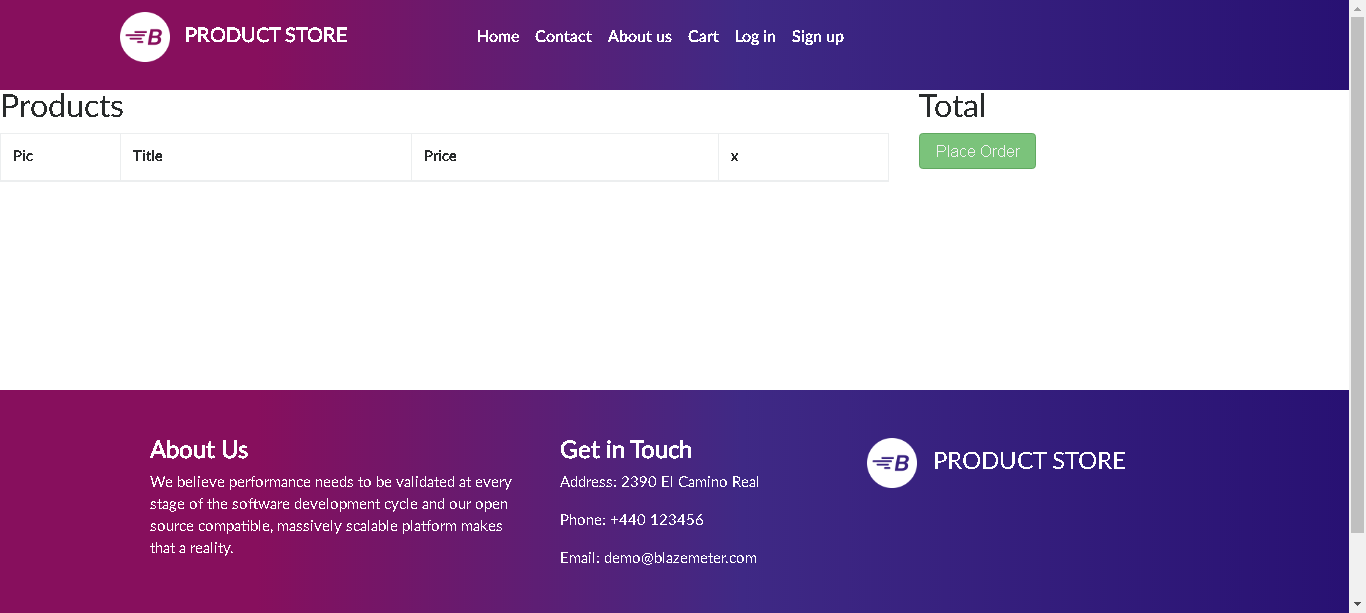 B PRODUCT STORE Home Contact About us Cart Log in Sign up
Products
Total
Pic Title Price x
Place Order
About Us
We believe performance needs to be validated at every
stage of the software development cycle and our open
source compatible, massively scalable platform makes
that a reality.
Get in Touch
Address: 2390 El Camino Real
Phone: +440 123456
Email: demo@blazemeter.com
B PRODUCT STORE